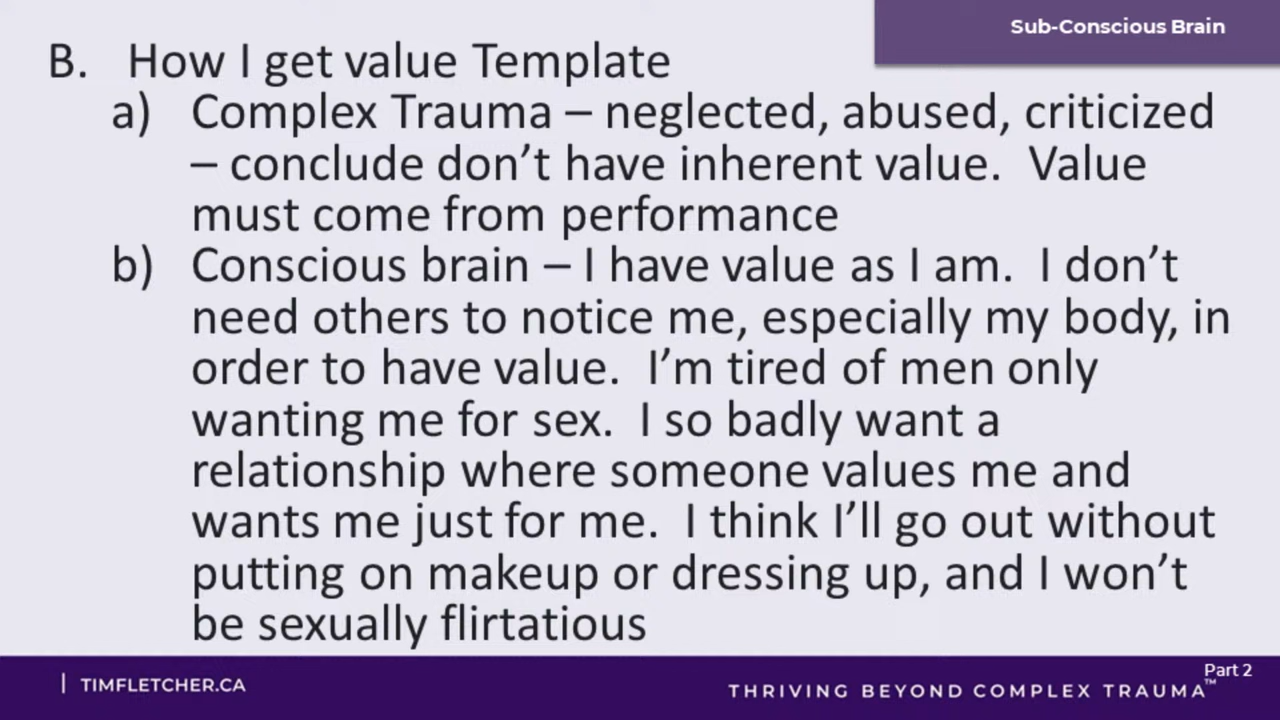 Sub-Conscious Brain
B. How I get value Template
a) Complex Trauma – neglected, abused, criticized
– conclude don’t have inherent value.  Value
must come from performance
b) Conscious brain – I have value as I am.  I don’t
need others to notice me, especially my body, in
order to have value.  I’m tired of men only
wanting me for sex.  I so badly want a
relationship where someone values me and
wants me just for me.  I think I’ll go out without
putting on makeup or dressing up, and I won’t
be sexually flirtatious
| TIMFLETCHER.CA
THRIVING BEYOND COMPLEX TRAUMA™
Part 2